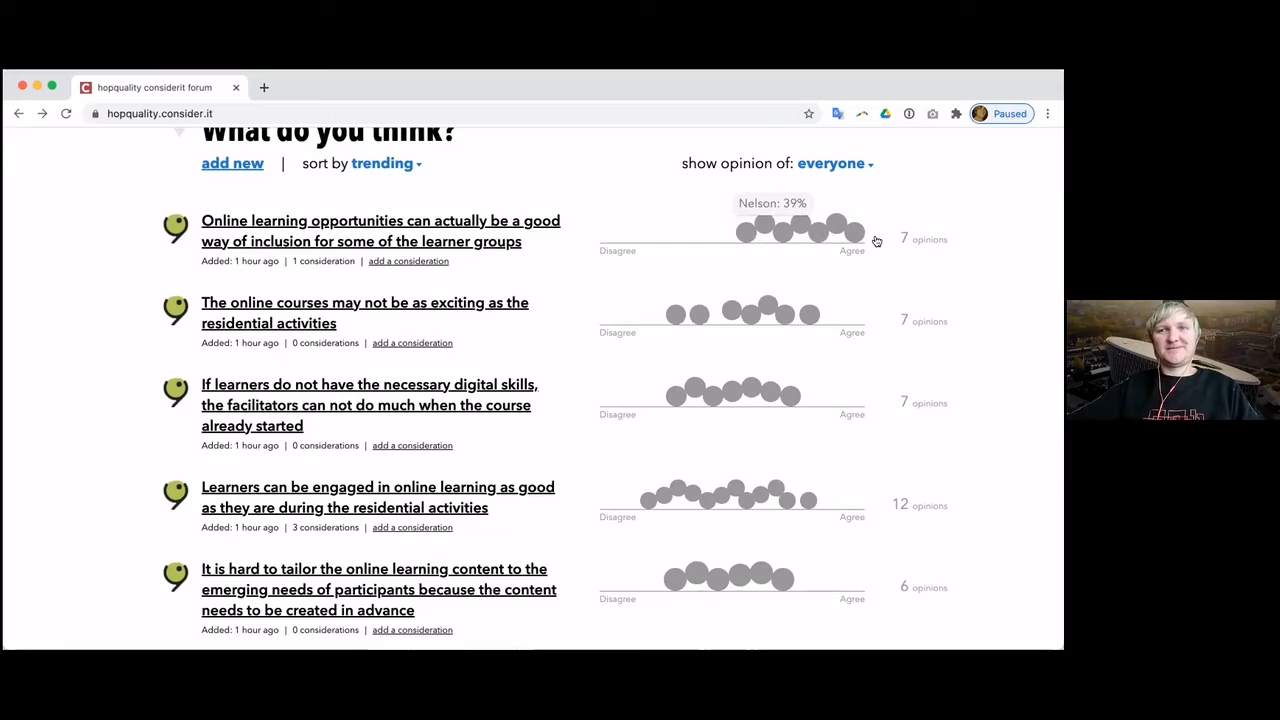 hopquality considerit forum
hopquality.consider.it
Paused
What do you think?
add new | sort by trending
show opinion of: everyone
Online learning opportunities can actually be a good
way of inclusion for some of the learner groups
Added: 1 hour ago | 1 consideration | add a consideration
Nelson: 39%
Disagree
Agree
7 opinions
The online courses may not be as exciting as the
residential activities
Added: 1 hour ago | 0 considerations | add a consideration
Disagree
Agree
7 opinions
If learners do not have the necessary digital skills,
the facilitators can not do much when the course
already started
Added: 1 hour ago | 0 considerations | add a consideration
Disagree
Agree
7 opinions
Learners can be engaged in online learning as good
as they are during the residential activities
Added: 1 hour ago | 3 considerations | add a consideration
Disagree
Agree
12 opinions
It is hard to tailor the online learning content to the
emerging needs of participants because the content
needs to be created in advance
Added: 1 hour ago | 0 considerations | add a consideration
Disagree
Agree
6 opinions